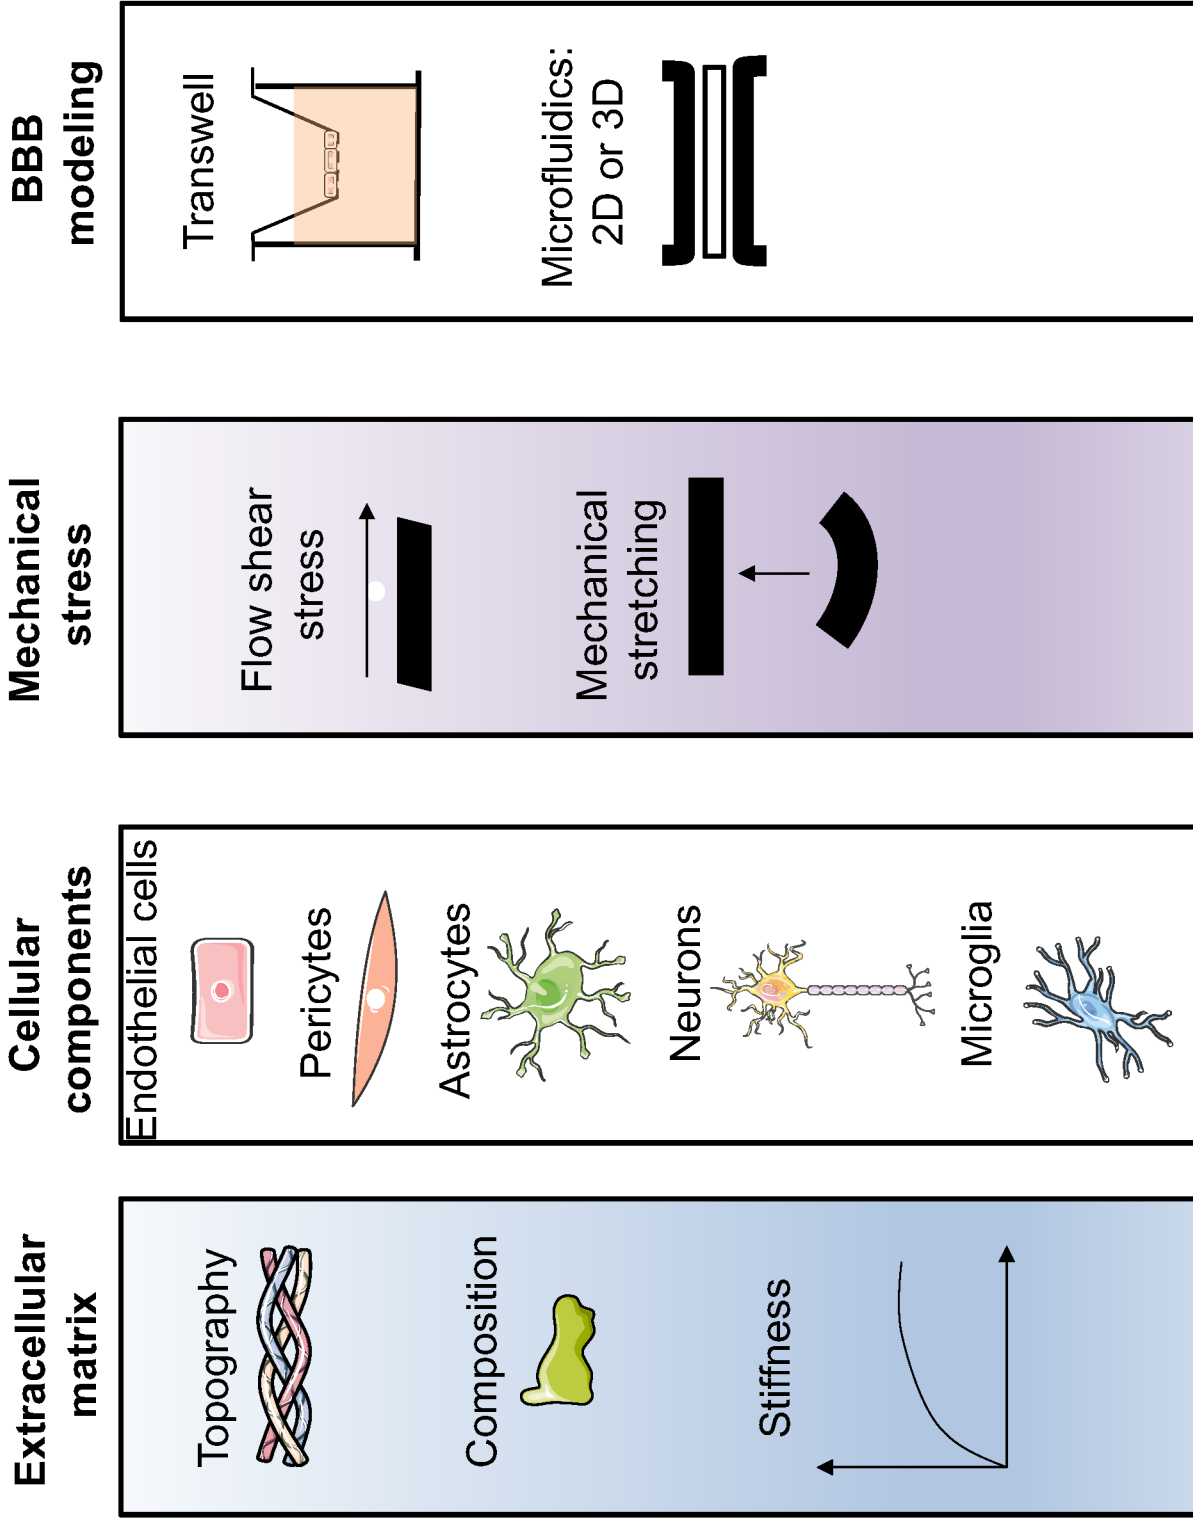 Extracellular
matrix
Topography
Composition
Stiffness
Cellular
components
Endothelial cells
Pericytes
Astrocytes
Neurons
Microglia
Mechanical
stress
Flow shear
stress
Mechanical
stretching
BBB
modeling
Transwell
Microfluidics:
2D or 3D